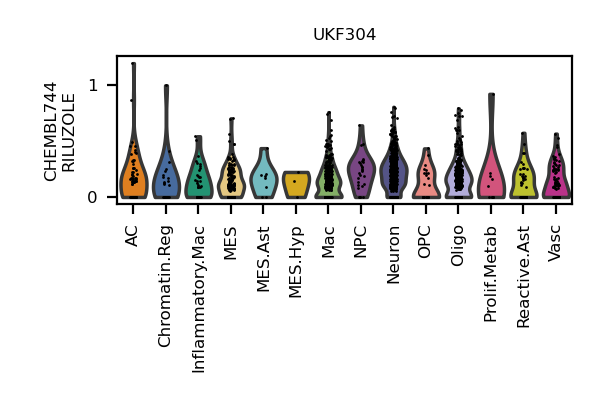 UKF304
CHEMBL744
RILUZOLE
1
0
AC
Chromatin.Reg
Inflammatory.Mac
MES
MES.Ast
MES.Hyp
Mac
NPC
Neuron
OPC
Oligo
Prolif.Metab
Reactive.Ast
Vasc